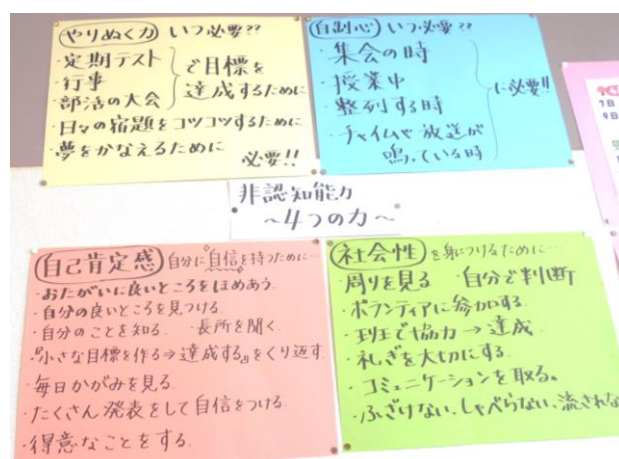 やりぬく力 いつ必要??
・定期テスト
・行事
・部活の大会
で目標を
達成するために
・日々の宿題をコツコツするために
・夢をかなえるために
必要!!
自制心 いつ必要??
・集会の時
・授業中
・整列する時
・チャイムや放送が
鳴っている時
に必要!!
非認知能力
～4つの力～
自己肯定感 自分に自信を持つために…
・おたがいに良いところをほめあう.
・自分の良いところを見つける.
・自分のことを知る. ・長所を聞く.
・『小さな目標を作る⇒達成する』をくり返す.
・毎日かがみを見る.
・たくさん発表をして自信をつける.
・得意なことをする.
社会性 を身につけるために…
・周りを見る ・自分で判断
・ボランティアに参加する.
・班で協力→達成
・礼ぎを大切にする.
・コミュニケーションを取る。
・ふざけない、しゃべらない、流されな
7日
9日